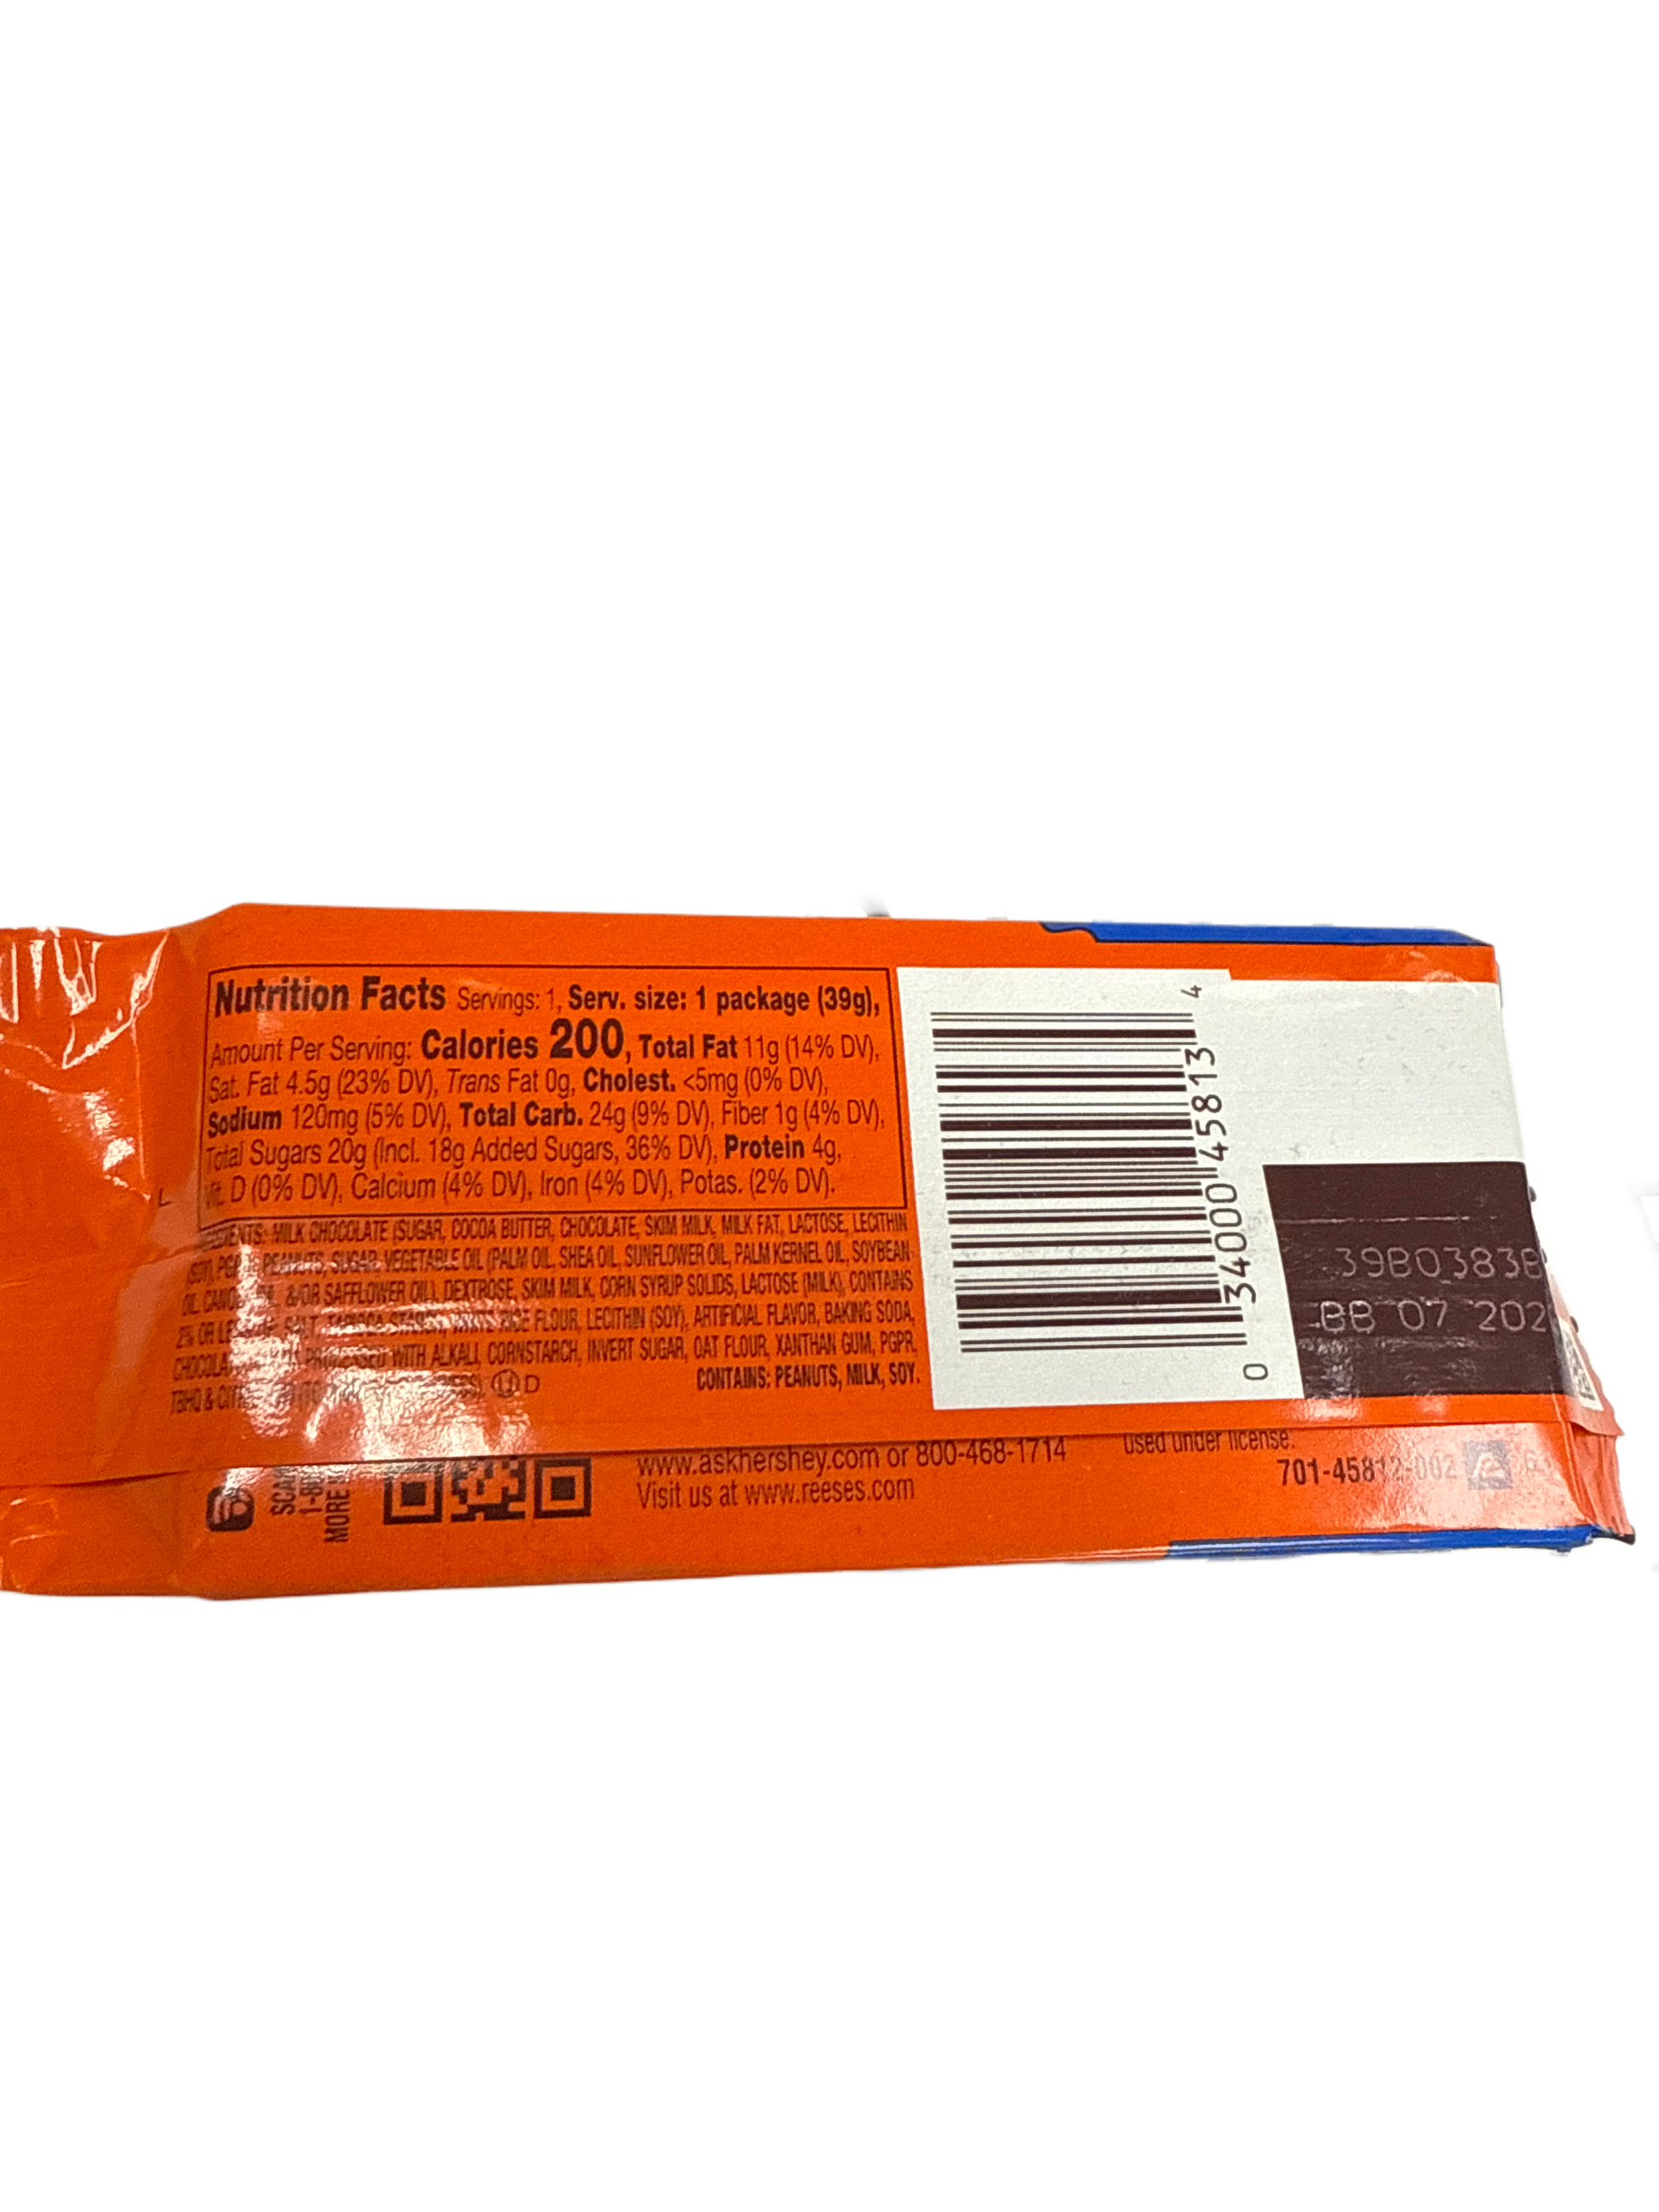 Nutrition Facts Servings: 1, Serv. size: 1 package (39g),
Amount Per Serving: Calories 200, Total Fat 11g (14% DV),
Sat. Fat 4.5g (23% DV), Trans Fat 0g, Cholest. <5mg (0% DV),
Sodium 120mg (5% DV), Total Carb. 24g (9% DV), Fiber 1g (4% DV),
Total Sugars 20g (Incl. 18g Added Sugars, 36% DV), Protein 4g,
Vit. D (0% DV), Calcium (4% DV), Iron (4% DV), Potas. (2% DV).
MILK CHOCOLATE (SUGAR, COCOA BUTTER, CHOCOLATE, SKIM MILK, MILK FAT, LACTOSE, LECITHIN
PEANUTS, SUGAR, VEGETABLE OIL (PALM OIL, SHEA OIL, SUNFLOWER OIL, PALM KERNEL OIL, SOYBEAN
OIL, &/OR SAFFLOWER OIL), DEXTROSE, SKIM MILK, CORN SYRUP SOLIDS, LACTOSE (MILK), CONTAINS
2% OR SALT, FLOUR, LECITHIN (SOY), ARTIFICIAL FLAVOR, BAKING SODA,
PROCESSED WITH ALKALI, CORNSTARCH, INVERT SUGAR, OAT FLOUR, XANTHAN GUM, PGPR,
TBHQ & U D CONTAINS: PEANUTS, MILK, SOY.
0 34000 45813 4
39B0383B
BB 07 202
MORE
www.askhershey.com or 800-468-1714
Visit us at www.reeses.com
used under license.
701-45812-002